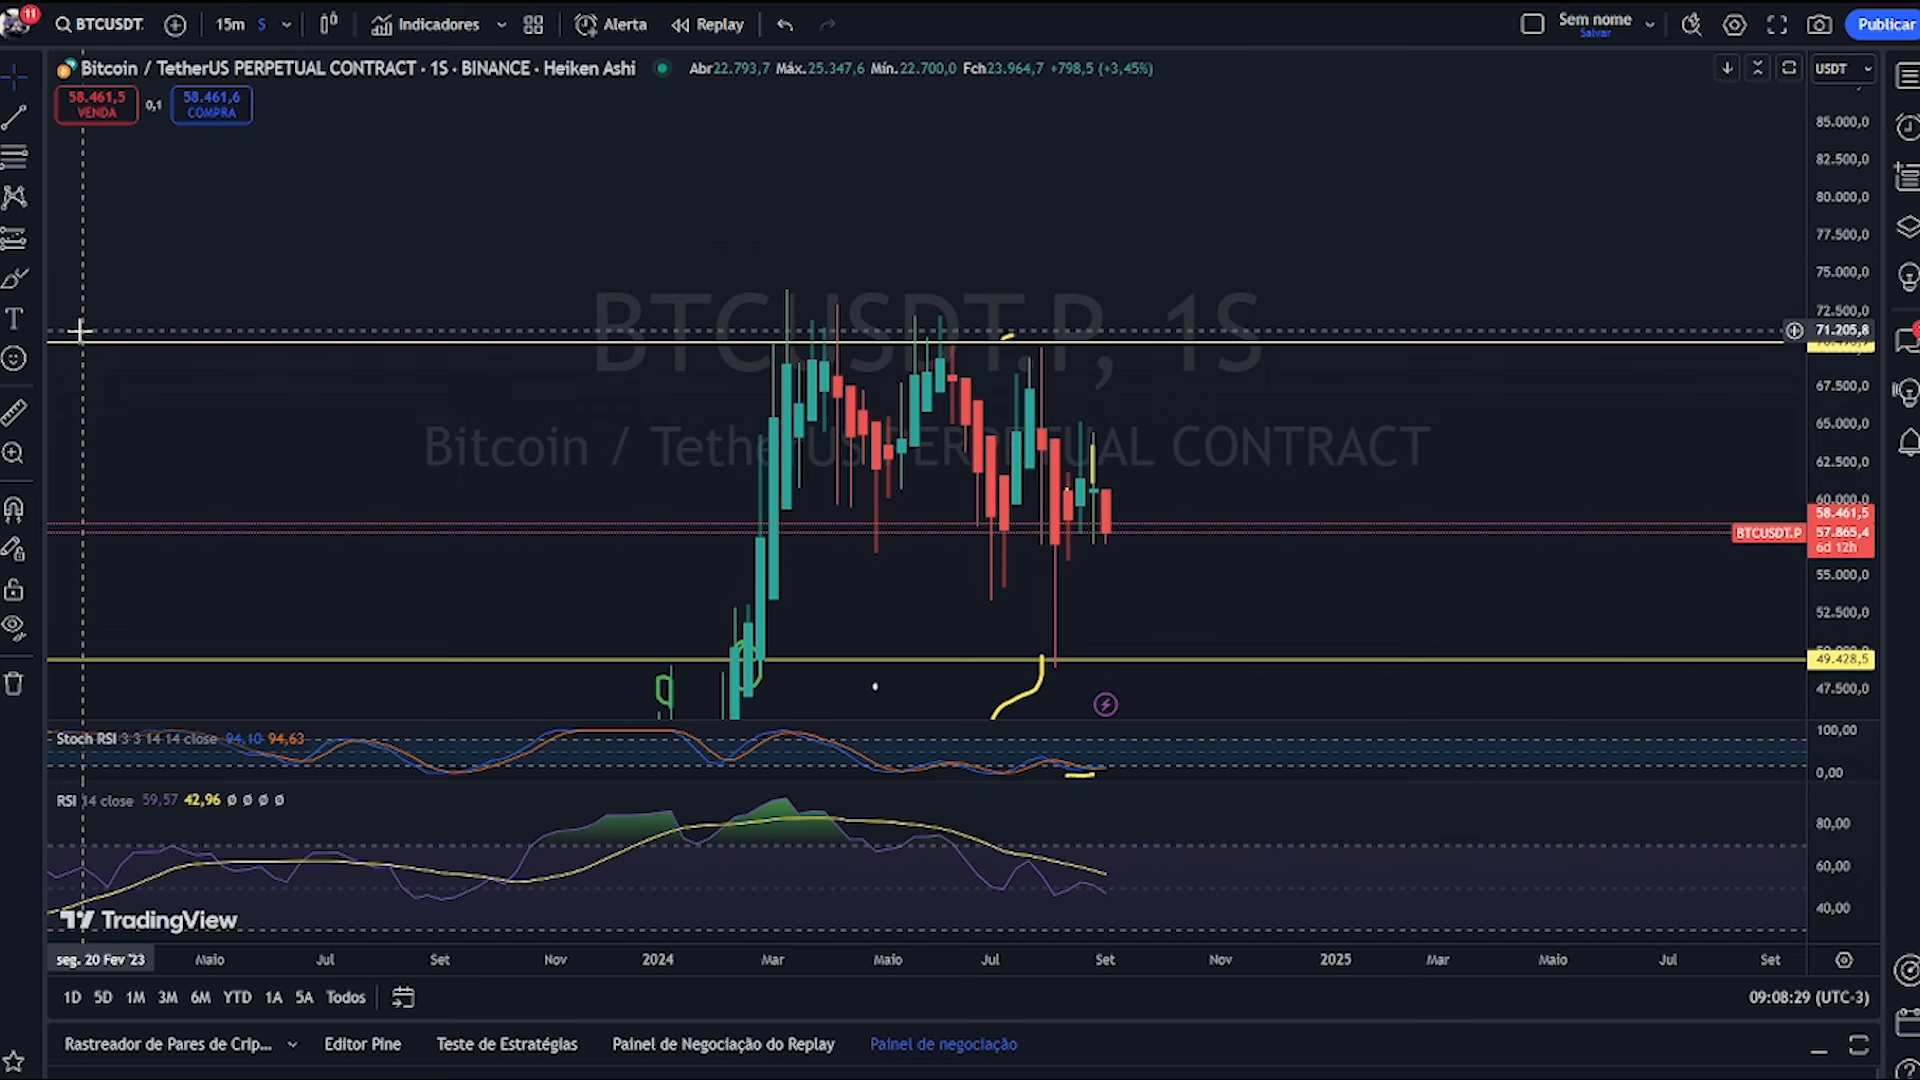 11
BTCUSDT.
15m
S
Indicadores
Alerta
Replay
Sem nome
Salvar
Publicar
Bitcoin / TetherUS PERPETUAL CONTRACT · 1S · BINANCE · Heiken Ashi
Abr22.793,7 Máx.25.347,6 Mín.22.700,0 Fch23.964,7 +798,5 (+3,45%)
USDT
58.461,5
VENDA
0,1
58.461,6
COMPRA
85.000,0
82.500,0
80.000,0
77.500,0
75.000,0
72.500,0
71.205,8
67.500,0
65.000,0
62.500,0
60.000,0
58.461,5
BTCUSDT.P
57.865,4
6d 12h
55.000,0
52.500,0
49.428,5
47.500,0
BTCUSDT.P, 1S
Bitcoin / TetherUS PERPETUAL CONTRACT
Stoch RSI 3 3 14 14 close 94,10 94,63
100,00
0,00
RSI 14 close 59,57 42,96 Ø Ø Ø Ø
80,00
60,00
40,00
TradingView
seg. 20 Fev '23
Maio
Jul
Set
Nov
2024
Mar
Maio
Jul
Set
Nov
2025
Mar
Maio
Jul
Set
1D 5D 1M 3M 6M YTD 1A 5A Todos
09:08:29 (UTC-3)
Rastreador de Pares de Crip...
Editor Pine
Teste de Estratégias
Painel de Negociação do Replay
Painel de negociação